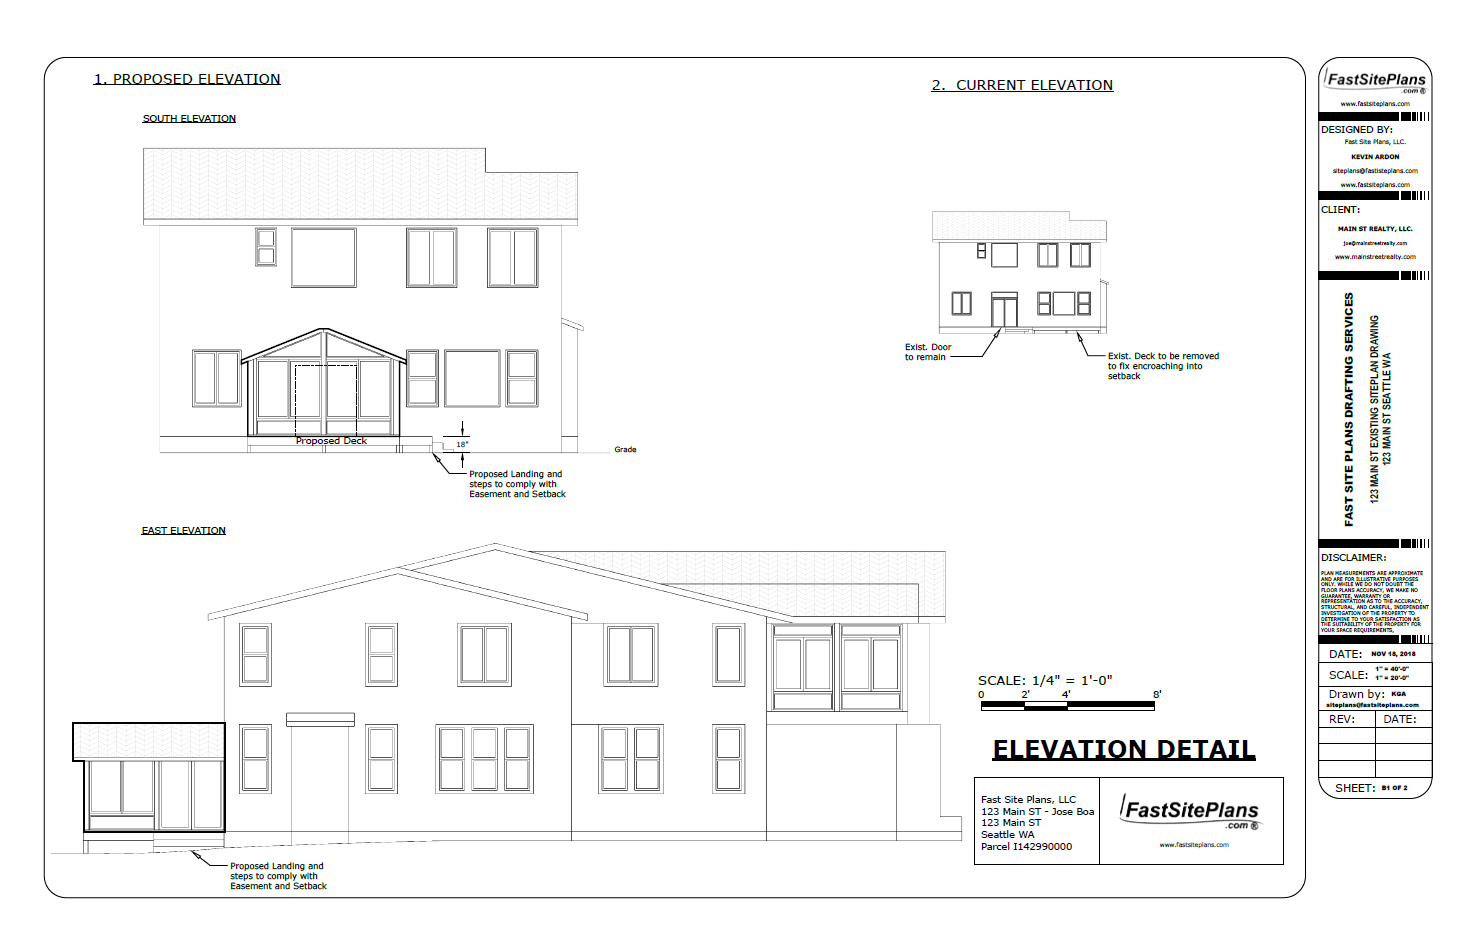 1. PROPOSED ELEVATION
SOUTH ELEVATION
Proposed Deck
18"
Grade
Proposed Landing and
steps to comply with
Easement and Setback
2. CURRENT ELEVATION
Exist. Door
to remain
Exist. Deck to be removed
to fix encroaching into
setback
EAST ELEVATION
Proposed Landing and
steps to comply with
Easement and Setback
SCALE: 1/4" = 1'-0"
0 2' 4' 8'
ELEVATION DETAIL
Fast Site Plans, LLC
123 Main ST - Jose Boa
123 Main ST
Seattle WA
Parcel I142990000
FastSitePlans
.com ®
www.fastsiteplans.com
FastSitePlans
.com ®
www.fastsiteplans.com
DESIGNED BY:
Fast Site Plans, LLC.
KEVIN ARDON
siteplans@fastisteplans.com
www.fastsiteplans.com
CLIENT:
MAIN ST REALTY, LLC.
joe@mainstreetrealty.com
www.mainstreetrealty.com
FAST SITE PLANS DRAFTING SERVICES
123 MAIN ST EXISTING SITEPLAN DRAWING
123 MAIN ST SEATTLE WA
DISCLAIMER:
PLAN MEASUREMENTS ARE APPROXIMATE
AND ARE FOR ILLUSTRATIVE PURPOSES
ONLY. WHILE WE DO NOT DOUBT THE
FLOOR PLANS ACCURACY, WE MAKE NO
GUARANTEE, WARRANTY OR
REPRESENTATION AS TO THE ACCURACY,
STRUCTURAL, AND CAREFUL, INDEPENDENT
INVESTIGATION OF THE PROPERTY TO
DETERMINE TO YOUR SATISFACTION AS
THE SUITABILITY OF THE PROPERTY FOR
YOUR SPACE REQUIREMENTS,
DATE: NOV 18, 2018
SCALE: 1" = 40'-0"
1" = 20'-0"
Drawn by: KGA
siteplans@fastsiteplans.com
REV: DATE:
SHEET: B1 OF 2